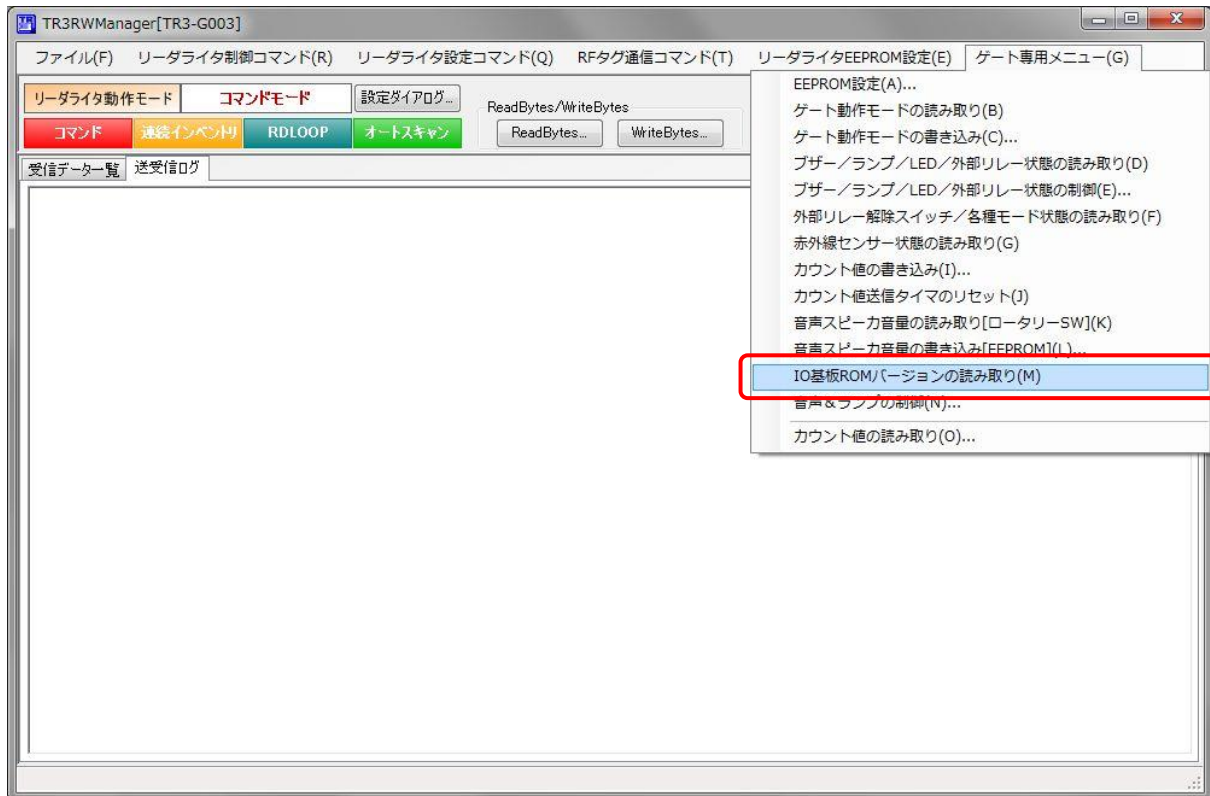 TR3RWManager[TR3-G003]
ファイル(F) リーダライタ制御コマンド(R) リーダライタ設定コマンド(Q) RFタグ通信コマンド(T) リーダライタEEPROM設定(E) ゲート専用メニュー(G)
リーダライタ動作モード コマンドモード 設定ダイアログ...
ReadBytes/WriteBytes
コマンド 連続インベントリ RDLOOP オートスキャン ReadBytes... WriteBytes...
受信データ一覧 送受信ログ
EEPROM設定(A)...
ゲート動作モードの読み取り(B)
ゲート動作モードの書き込み(C)...
ブザー／ランプ／LED／外部リレー状態の読み取り(D)
ブザー／ランプ／LED／外部リレー状態の制御(E)...
外部リレー解除スイッチ／各種モード状態の読み取り(F)
赤外線センサー状態の読み取り(G)
カウント値の書き込み(I)...
カウント値送信タイマのリセット(J)
音声スピーカ音量の読み取り[ロータリーSW](K)
音声スピーカ音量の書き込み[EEPROM](L)...
IO基板ROMバージョンの読み取り(M)
音声&ランプの制御(N)...
カウント値の読み取り(O)...